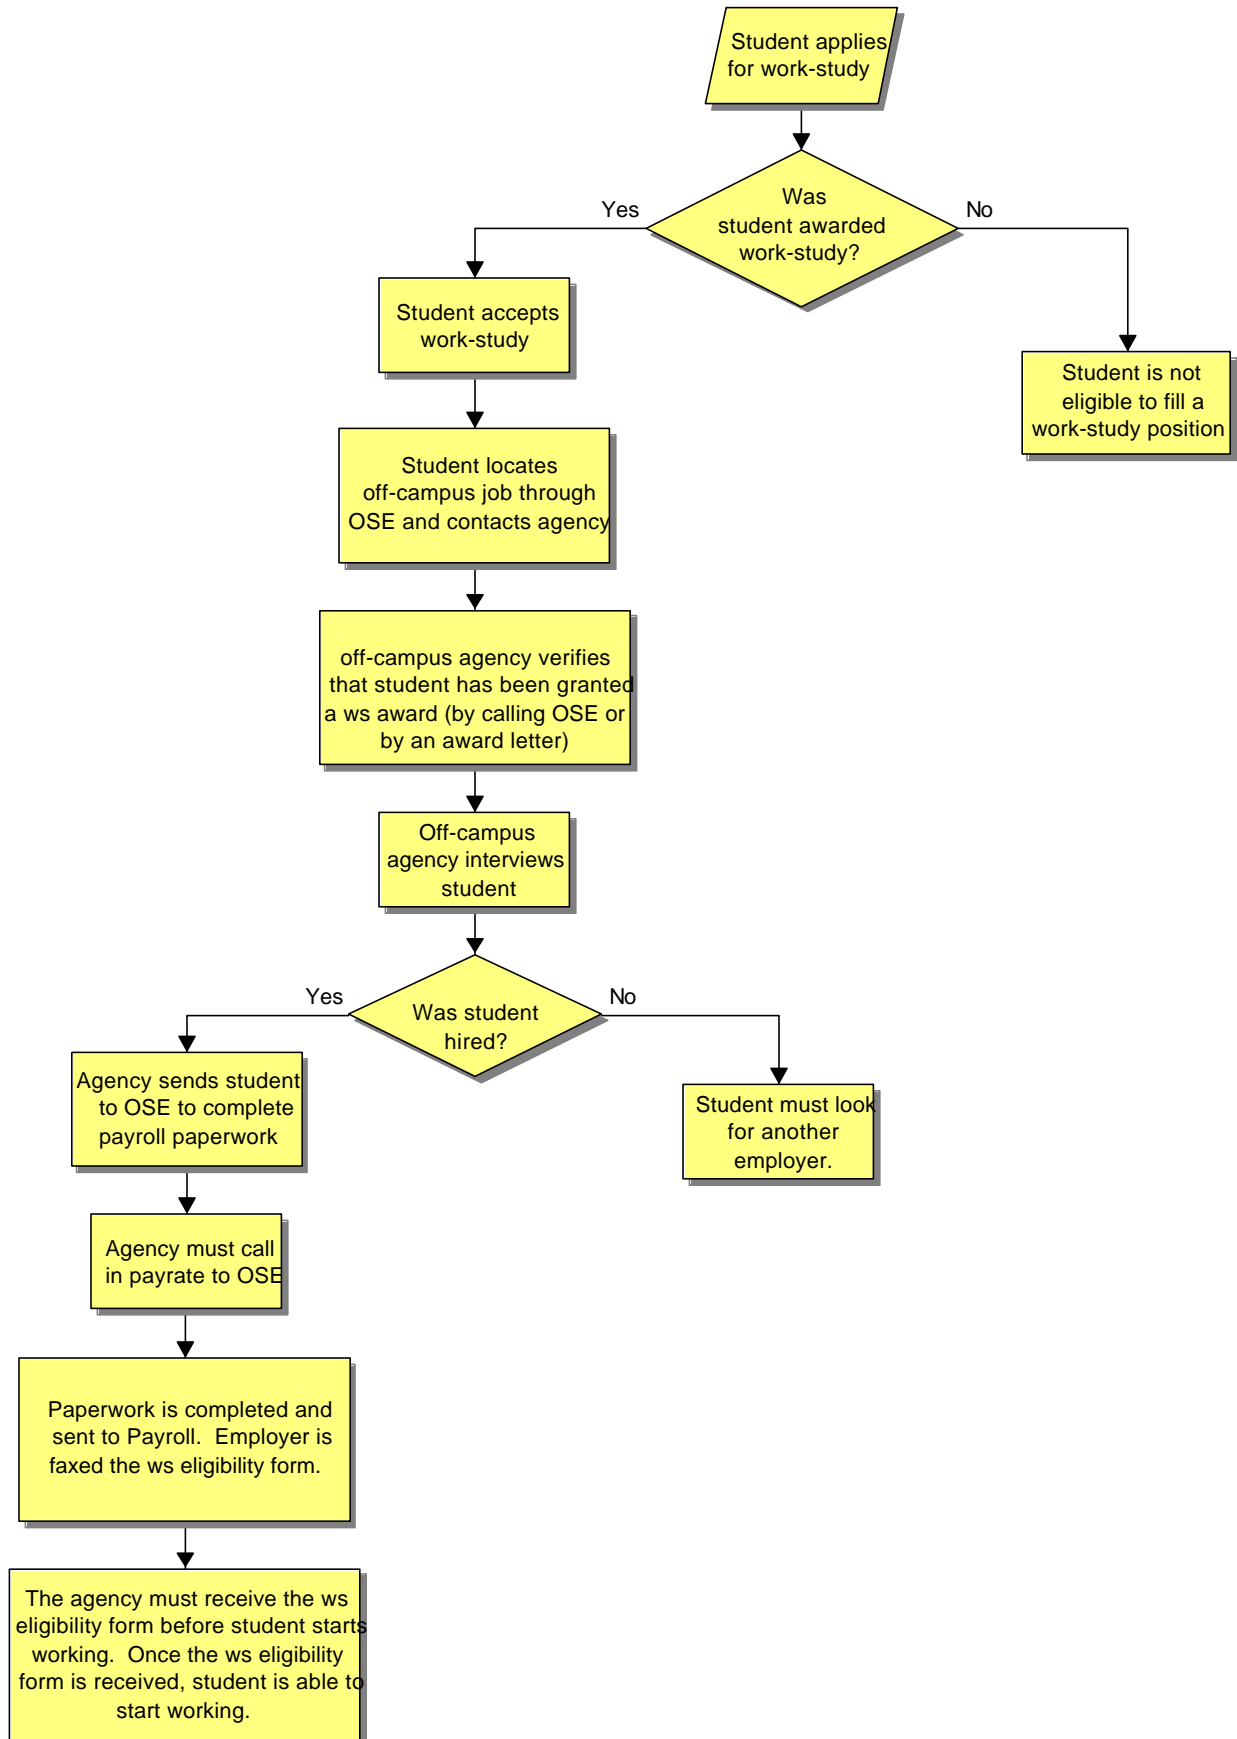 Student applies
for work-study
Was
student awarded
work-study?
Yes
No
Student accepts
work-study
Student is not
eligible to fill a
work-study position
Student locates
off-campus job through
OSE and contacts agency
off-campus agency verifies
that student has been granted
a ws award (by calling OSE or
by an award letter)
Off-campus
agency interviews
student
Was student
hired?
Yes
No
Agency sends student
to OSE to complete
payroll paperwork
Student must look
for another
employer.
Agency must call
in payrate to OSE
Paperwork is completed and
sent to Payroll.  Employer is
faxed the ws eligibility form.
The agency must receive the ws
eligibility form before student starts
working.  Once the ws eligibility
form is received, student is able to
start working.